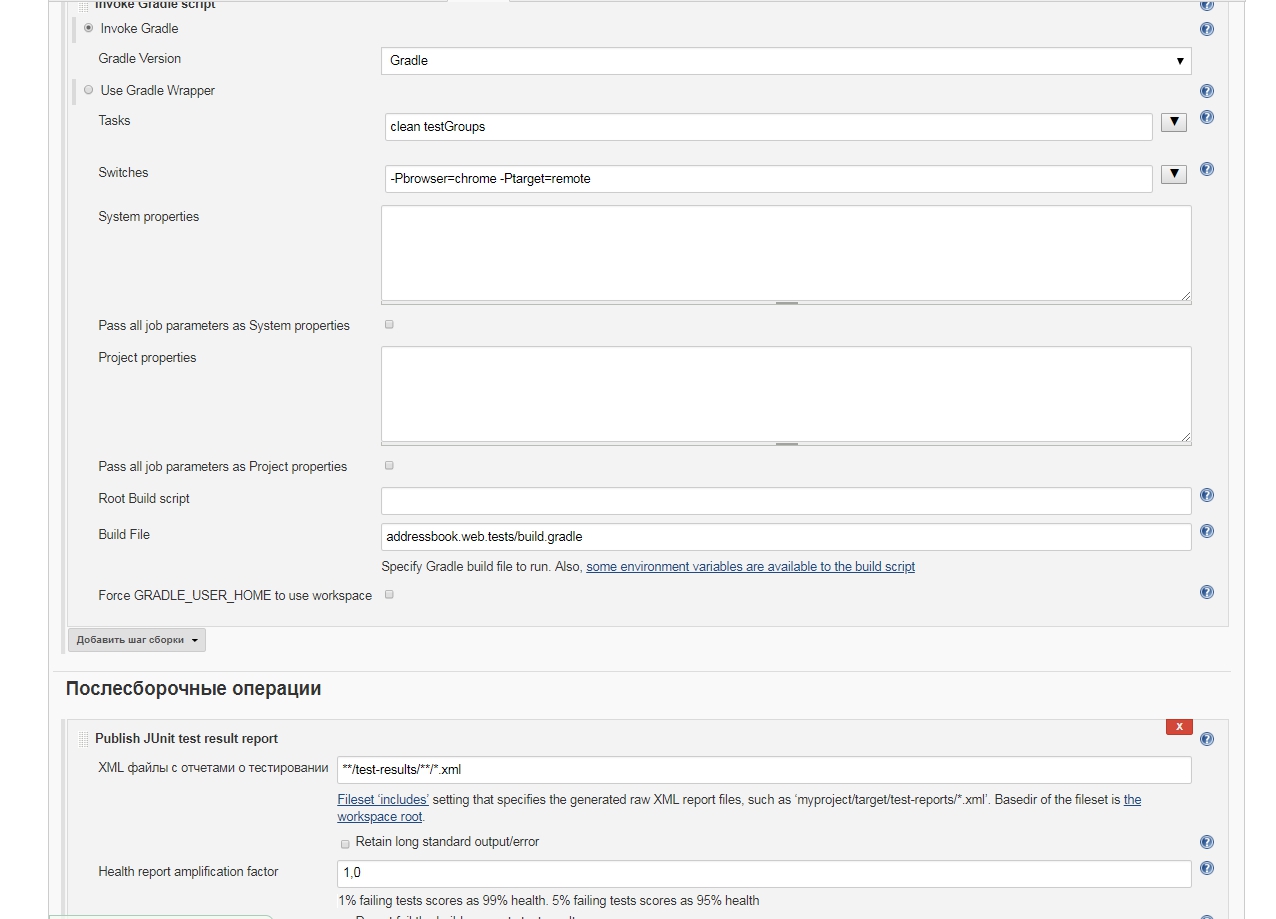 Invoke Gradle script
Invoke Gradle
Gradle Version
Gradle
Use Gradle Wrapper
Tasks
clean testGroups
Switches
-Pbrowser=chrome -Ptarget=remote
System properties
Pass all job parameters as System properties
Project properties
Pass all job parameters as Project properties
Root Build script
Build File
addressbook.web.tests/build.gradle
Specify Gradle build file to run. Also, some environment variables are available to the build script
Force GRADLE_USER_HOME to use workspace
Добавить шаг сборки
Послесборочные операции
X
Publish JUnit test result report
XML файлы с отчетами о тестировании
**/test-results/**/*.xml
Fileset 'includes' setting that specifies the generated raw XML report files, such as 'myproject/target/test-reports/*.xml'. Basedir of the fileset is the
workspace root.
Retain long standard output/error
Health report amplification factor
1,0
1% failing tests scores as 99% health. 5% failing tests scores as 95% health